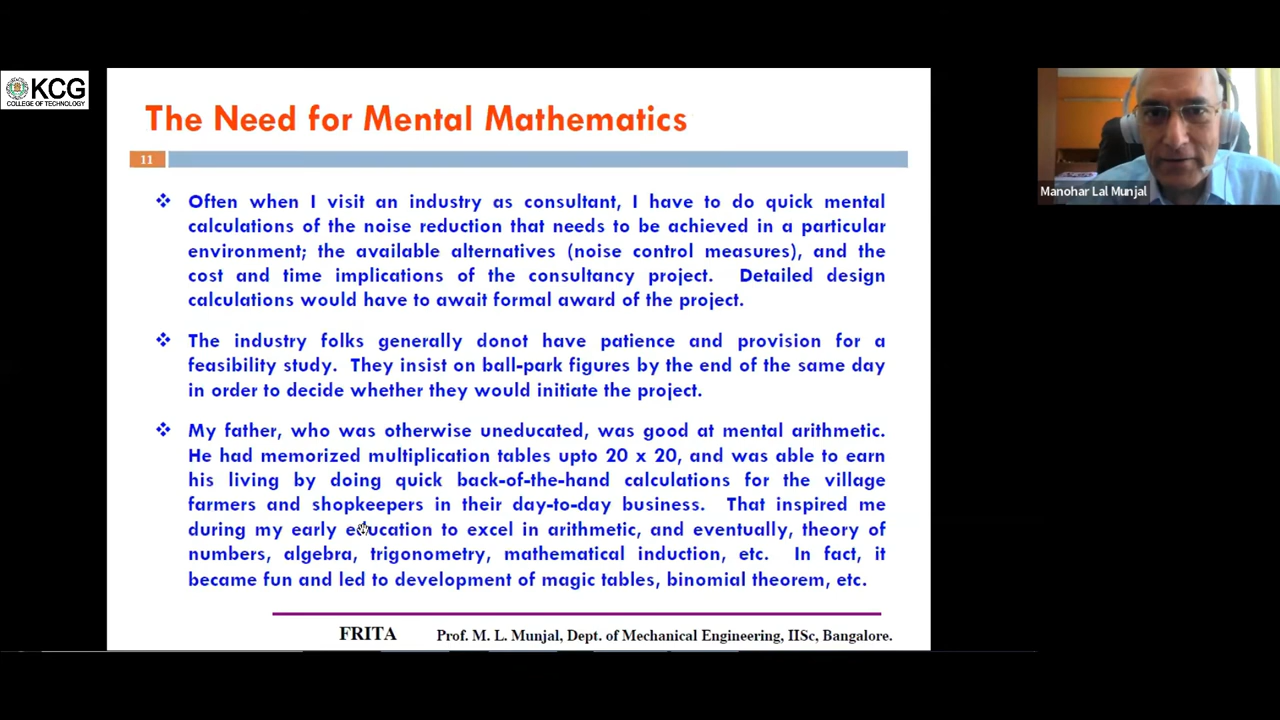 KCG
COLLEGE OF TECHNOLOGY
The Need for Mental Mathematics
Manohar Lal Munjal
11
❖ Often when I visit an industry as consultant, I have to do quick mental
calculations of the noise reduction that needs to be achieved in a particular
environment; the available alternatives (noise control measures), and the
cost and time implications of the consultancy project. Detailed design
calculations would have to await formal award of the project.
❖ The industry folks generally donot have patience and provision for a
feasibility study. They insist on ball-park figures by the end of the same day
in order to decide whether they would initiate the project.
❖ My father, who was otherwise uneducated, was good at mental arithmetic.
He had memorized multiplication tables upto 20 x 20, and was able to earn
his living by doing quick back-of-the-hand calculations for the village
farmers and shopkeepers in their day-to-day business. That inspired me
during my early education to excel in arithmetic, and eventually, theory of
numbers, algebra, trigonometry, mathematical induction, etc. In fact, it
became fun and led to development of magic tables, binomial theorem, etc.
FRITA Prof. M. L. Munjal, Dept. of Mechanical Engineering, IISc, Bangalore.